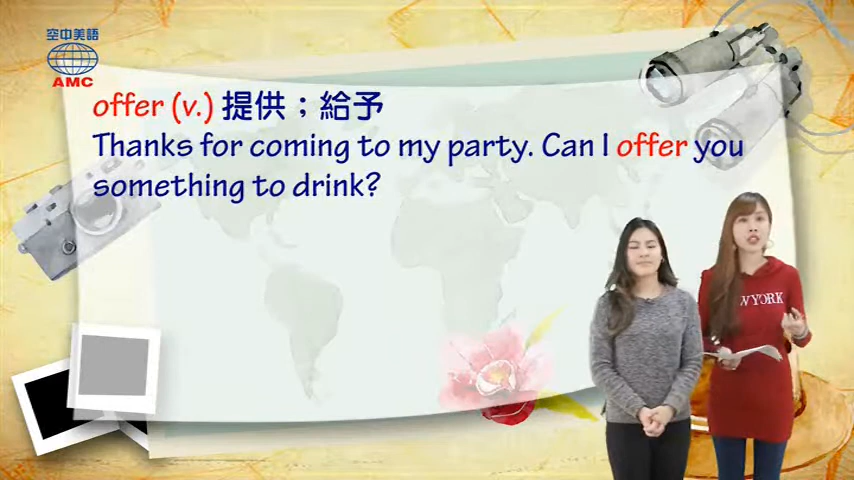 空中美語
AMC
offer (v.) 提供；給予
Thanks for coming to my party. Can I offer you
something to drink?
W YORK